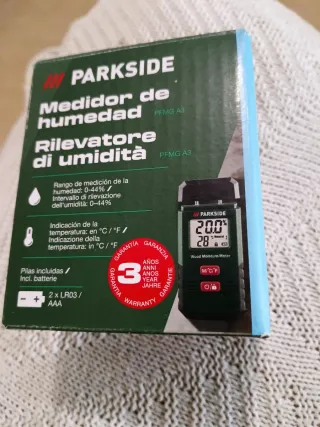 PARKSIDE
Medidor de
humedad PFMG A3
Rilevatore
di umidità PFMG A3
Rango de medición de la
humedad: 0-44% /
Intervallo di rilevazione
dell'umidità: 0-44%
Indicación de la
temperatura: en °C / °F /
Indicazione della
temperatura: in °C / °F
Pilas incluidas /
Incl. batterie
2 x LR03 /
AAA
GARANTÍA GARANZIA
3 AÑOS
ANNI
ANOS
YEAR
JAHRE
WARRANTY GARANTIE
PARKSIDE
20.0%
28
Wood Moisture Meter
M/°C/°F